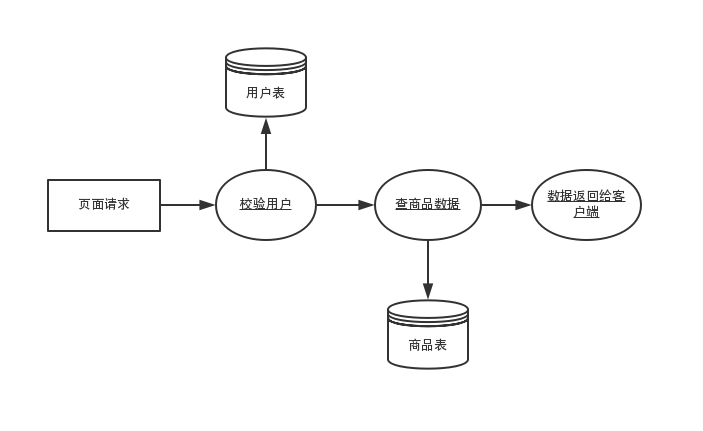 用户表
页面请求
校验用户
查商品数据
数据返回给客
户端
商品表